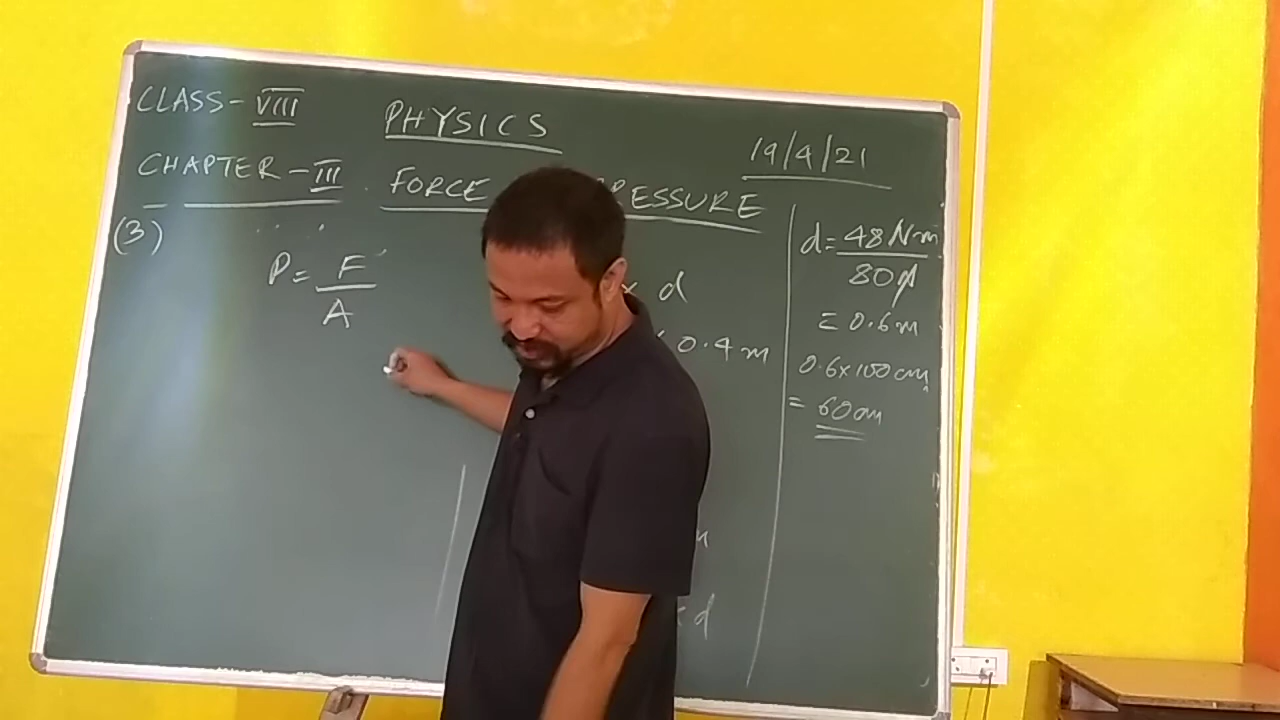 CLASS - VIII
PHYSICS
19/4/21
CHAPTER - III
FORCE PRESSURE
(3)
P = F
A
× d
0.4 m
d = 48 N-m
80 N
= 0.6 m
0.6 × 100 cm
= 60 cm
d